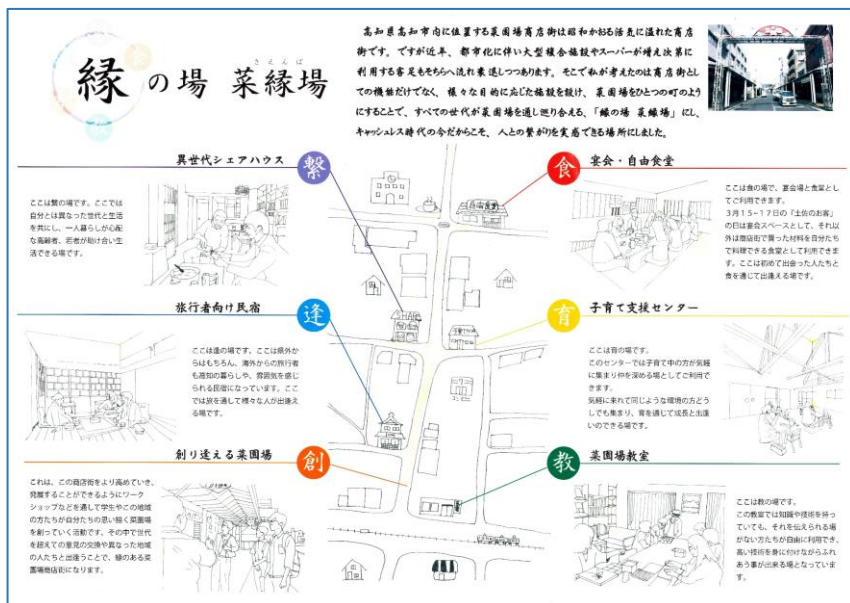 縁の場 菜縁場
さえんば
高知県高知市内に位置する菜園場商店街は昭和かおる活気に溢れた商店
街です。ですが近年、都市化に伴い大型複合施設やスーパーが増え次第に
利用する客足もそちらへ流れ衰退しつつあります。そこで私が考えたのは商店街とし
ての機能だけでなく、様々な目的に応じた施設を設け、菜園場をひとつの町のよう
にすることで、すべての世代が菜園場を通し巡り合える、「縁の場 菜縁場」にし、
キャッシュレス時代の今だからこそ、人との繋がりを実感できる場所にしました。
異世代シェアハウス
繋
ここは繋の場です。ここでは
自分とは異なった世代と生活
を共にし、一人暮らしが心配
な高齢者、若者が助け合い生
活できる場です。
食
宴会・自由食堂
ここは食の場で、宴会場と食堂とし
てご利用できます。
3月15-17日の『土佐のお客』
の日は宴会スペースとして、それ以
外は商店街で買った材料を自分たち
で料理できる食堂として利用できま
す。ここは初めて出会った人たちと
食を通じて出逢える場です。
旅行者向け民宿
逢
ここは逢の場です。ここは県外か
らはもちろん、海外からの旅行者
も高知の暮らしや、雰囲気を感じ
られる民宿になっています。ここ
では旅を通して様々な人が出逢え
る場です。
育
子育て支援センター
ここは育の場です。
このセンターでは子育て中の方が気軽
に集まり仲を深める場としてご利用で
きます。
気軽に来れて同じような環境の方どう
しでも集まり、育を通じて成長と出逢
いのできる場です。
創り逢える菜園場
創
これは、この商店街をより高めていき、
発展することができるようにワーク
ショップなどを通して学生やこの地域
の方たちが自分たちの思い描く菜園場
を創っていく活動です。その中で世代
を超えての意見の交換や異なった地域
の人たちと出逢うことで、縁のある菜
園場商店街になります。
教
菜園場教室
ここは教の場です。
この教室では知識や技術を持っ
ていても、それを伝えられる場
がない方たちが自由に利用でき、
高い技術を身に付けながらふれ
あう事が出来る場となっていま
す。